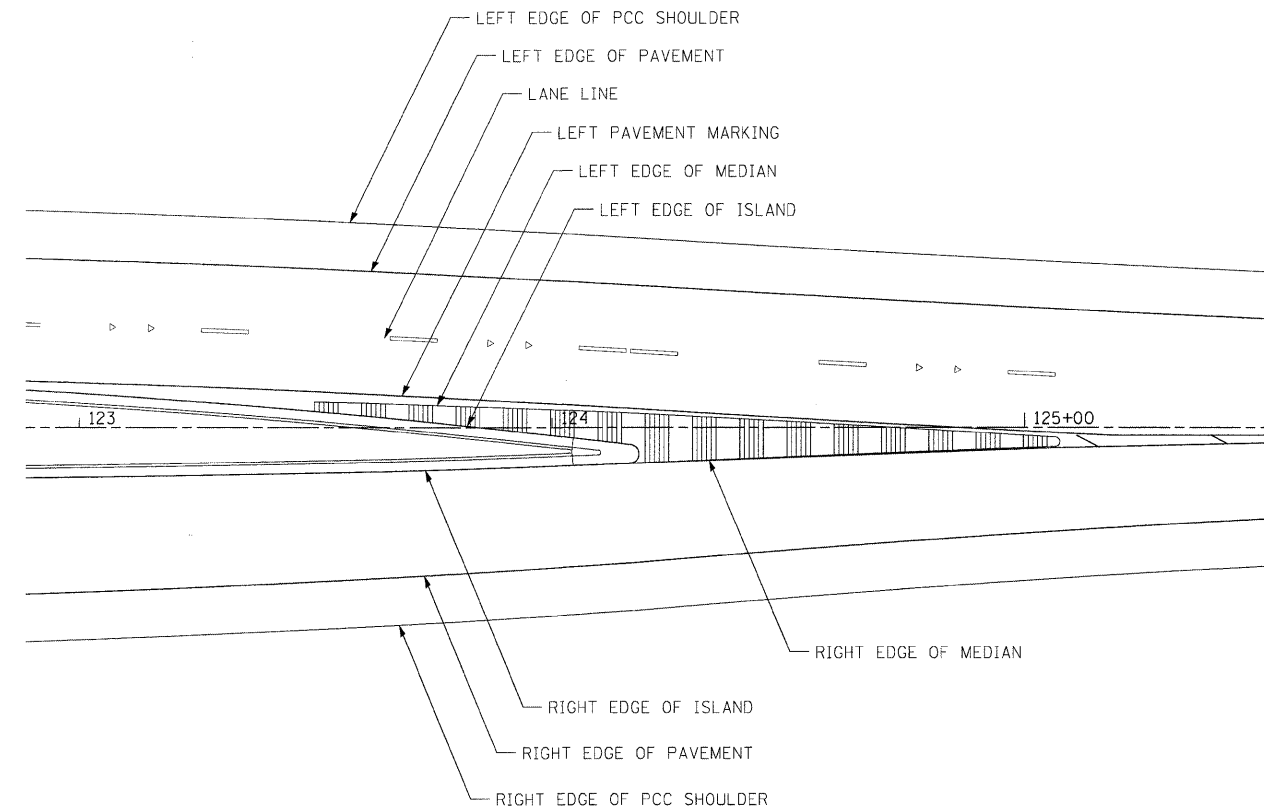 LEFT EDGE OF PCC SHOULDER
LEFT EDGE OF PAVEMENT
LANE LINE
LEFT PAVEMENT MARKING
LEFT EDGE OF MEDIAN
LEFT EDGE OF ISLAND
123
124
125+00
RIGHT EDGE OF MEDIAN
RIGHT EDGE OF ISLAND
RIGHT EDGE OF PAVEMENT
RIGHT EDGE OF PCC SHOULDER